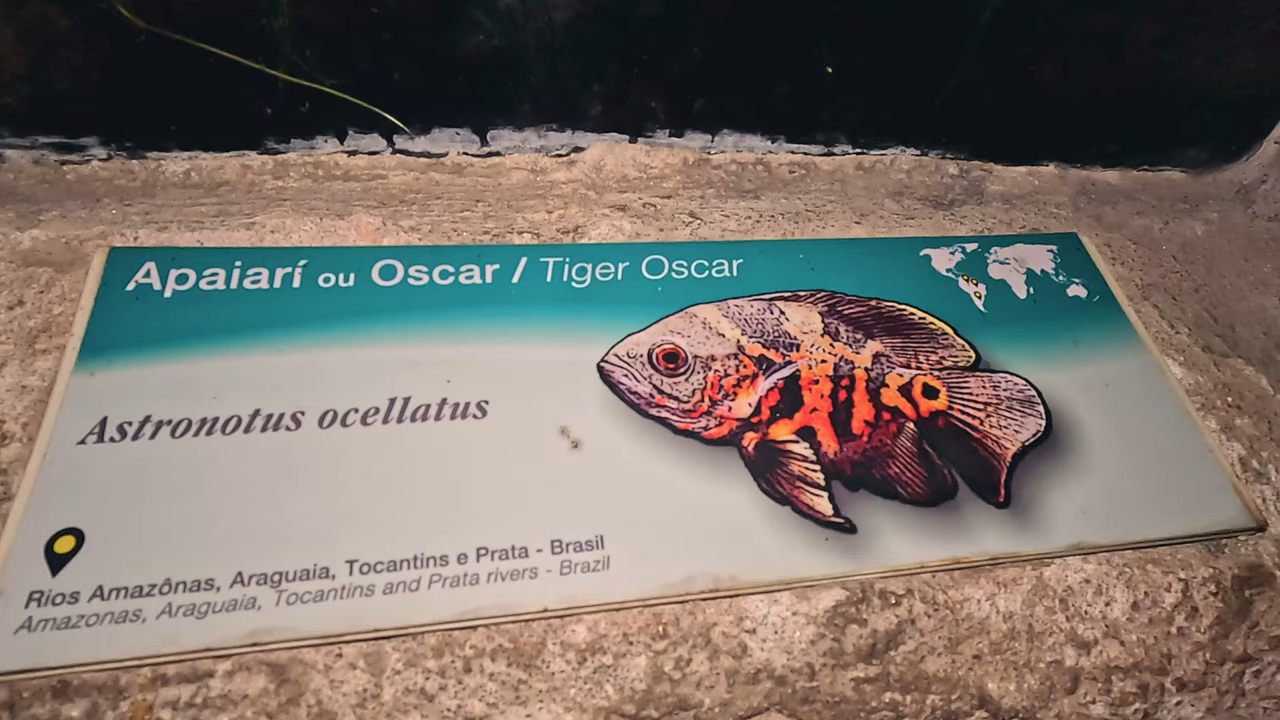 Apaiarí ou Oscar / Tiger Oscar
Astronotus ocellatus
Rios Amazônas, Araguaia, Tocantins e Prata - Brasil
Amazonas, Araguaia, Tocantins and Prata rivers - Brazil